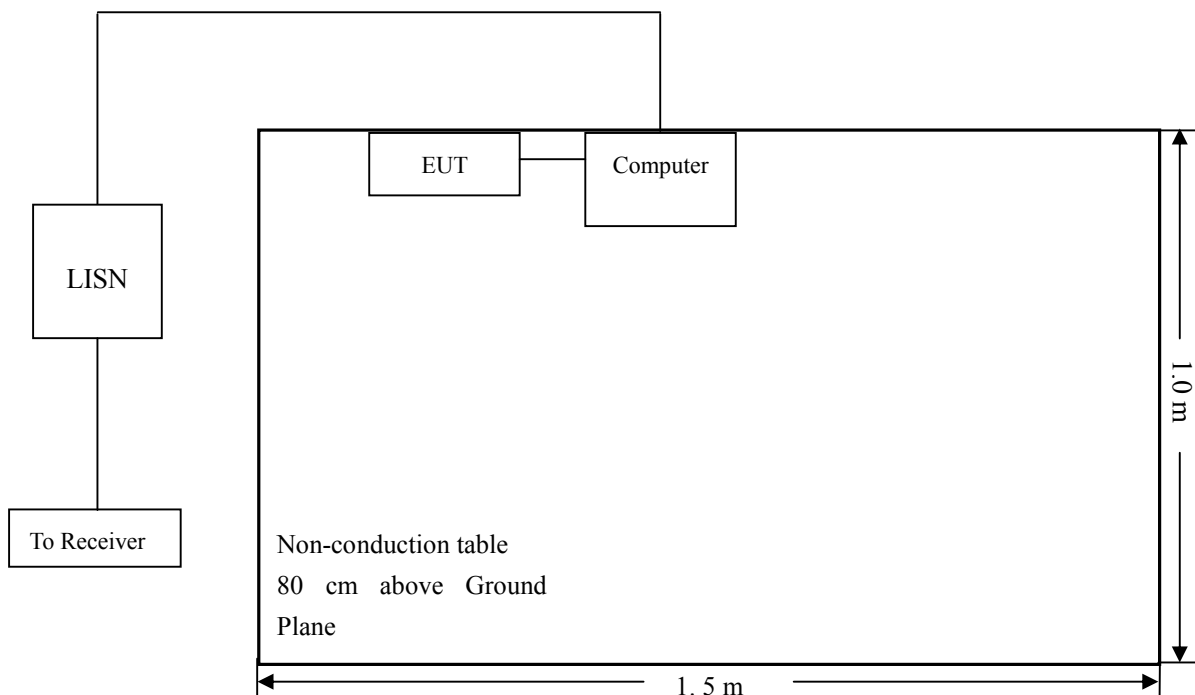 EUT
Computer
LISN
1.0 m
To Receiver
Non-conduction table
80 cm above Ground
Plane
1. 5 m